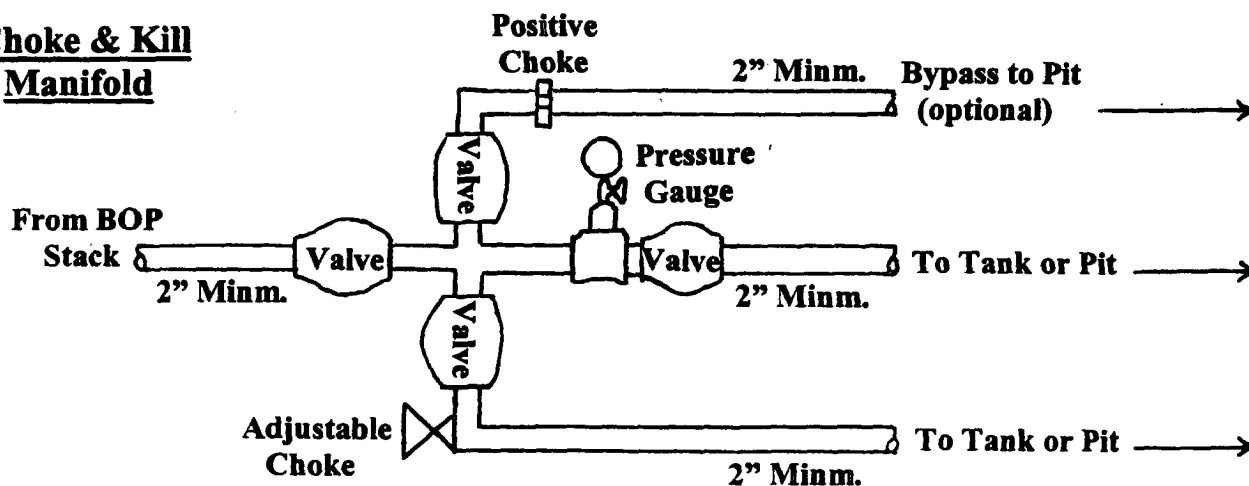 & Kill
Manifold
Positive
Choke
2” Minm.
Bypass to Pit
(optional)
Valve
Pressure
Gauge
From BOP
Stack
Valve
Valve
To Tank or Pit
2” Minm.
2” Minm.
Valve
Adjustable
Choke
To Tank or Pit
2” Minm.